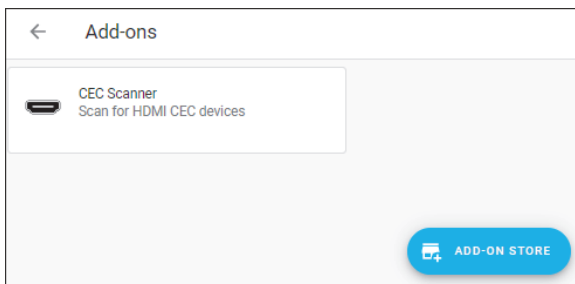 Add-ons
CEC Scanner
Scan for HDMI CEC devices
ADD-ON STORE